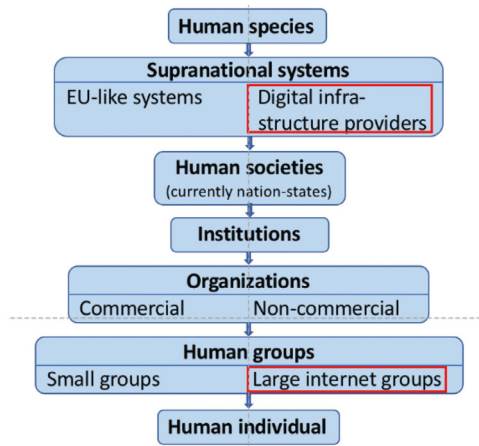 Human species
Supranational systems
EU-like systems
Digital infra-
structure providers
Human societies
(currently nation-states)
Institutions
Organizations
Commercial
Non-commercial
Human groups
Small groups
Large internet groups
Human individual